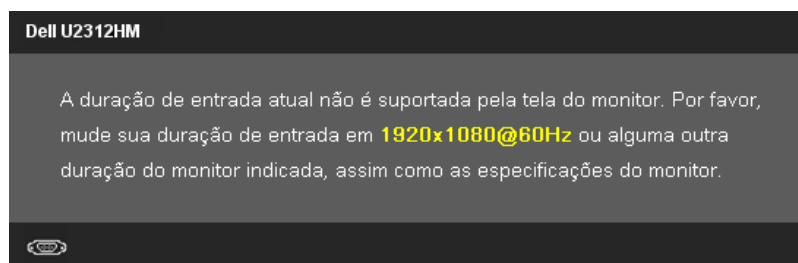 Dell U2312HM
A duração de entrada atual não é suportada pela tela do monitor. Por favor,
mude sua duração de entrada em 1920x1080@60Hz ou alguma outra
duração do monitor indicada, assim como as especificações do monitor.